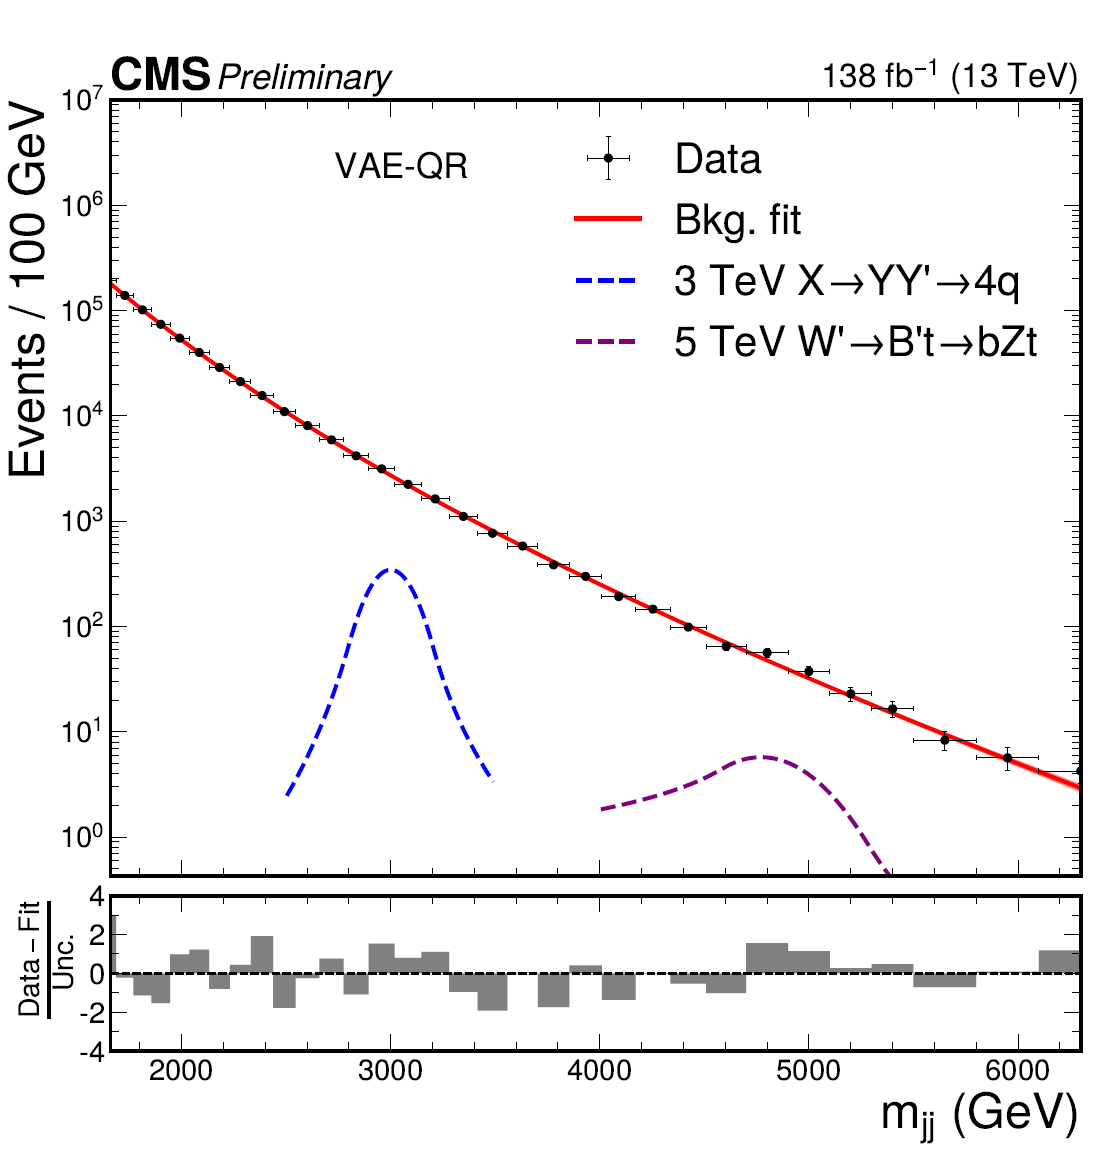 CMS Preliminary 138 fb⁻¹ (13 TeV)
Events / 100 GeV
10⁷
10⁶
10⁵
10⁴
10³
10²
10¹
10⁰
VAE-QR
Data
Bkg. fit
3 TeV X→YY'→4q
5 TeV W'→B't→bZt
Data – Fit
Unc.
4
2
0
-2
-4
2000 3000 4000 5000 6000
m_jj (GeV)